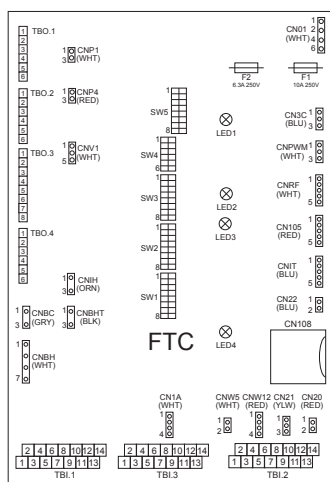 TBO.1
1
2
3
4
5
6
CNP1
(WHT)
1
3
CN01
(WHT)
1
2
4
6
F2
6.3A 250V
F1
10A 250V
TBO.2
1
2
3
4
5
6
CNP4
(RED)
1
3
SW5
1
8
LED1
CN3C
(BLU)
1
3
TBO.3
1
2
3
4
5
6
7
8
CNV1
(WHT)
1
5
SW4
1
6
CNPWM
(WHT)
1
3
SW3
1
8
LED2
CNRF
(WHT)
1
5
TBO.4
1
2
3
4
5
6
SW2
1
8
LED3
CN105
(RED)
1
5
CNIH
(ORN)
1
3
SW1
1
8
CNIT
(BLU)
1
5
CNBC
(GRY)
1
3
CNBHT
(BLK)
1
3
CN22
(BLU)
1
2
CNBH
(WHT)
1
7
FTC
LED4
CN108
CN1A
(WHT)
1
4
CNW5
(WHT)
1
2
CNW12
(RED)
1
4
CN21
(YLW)
1
3
CN20
(RED)
1
2
2 4 6 8 10 12 14
1 3 5 7 9 11 13
TBI.1
2 4 6 8 10 12 14
1 3 5 7 9 11 13
TBI.3
2 4 6 8 10 12 14
1 3 5 7 9 11 13
TBI.2